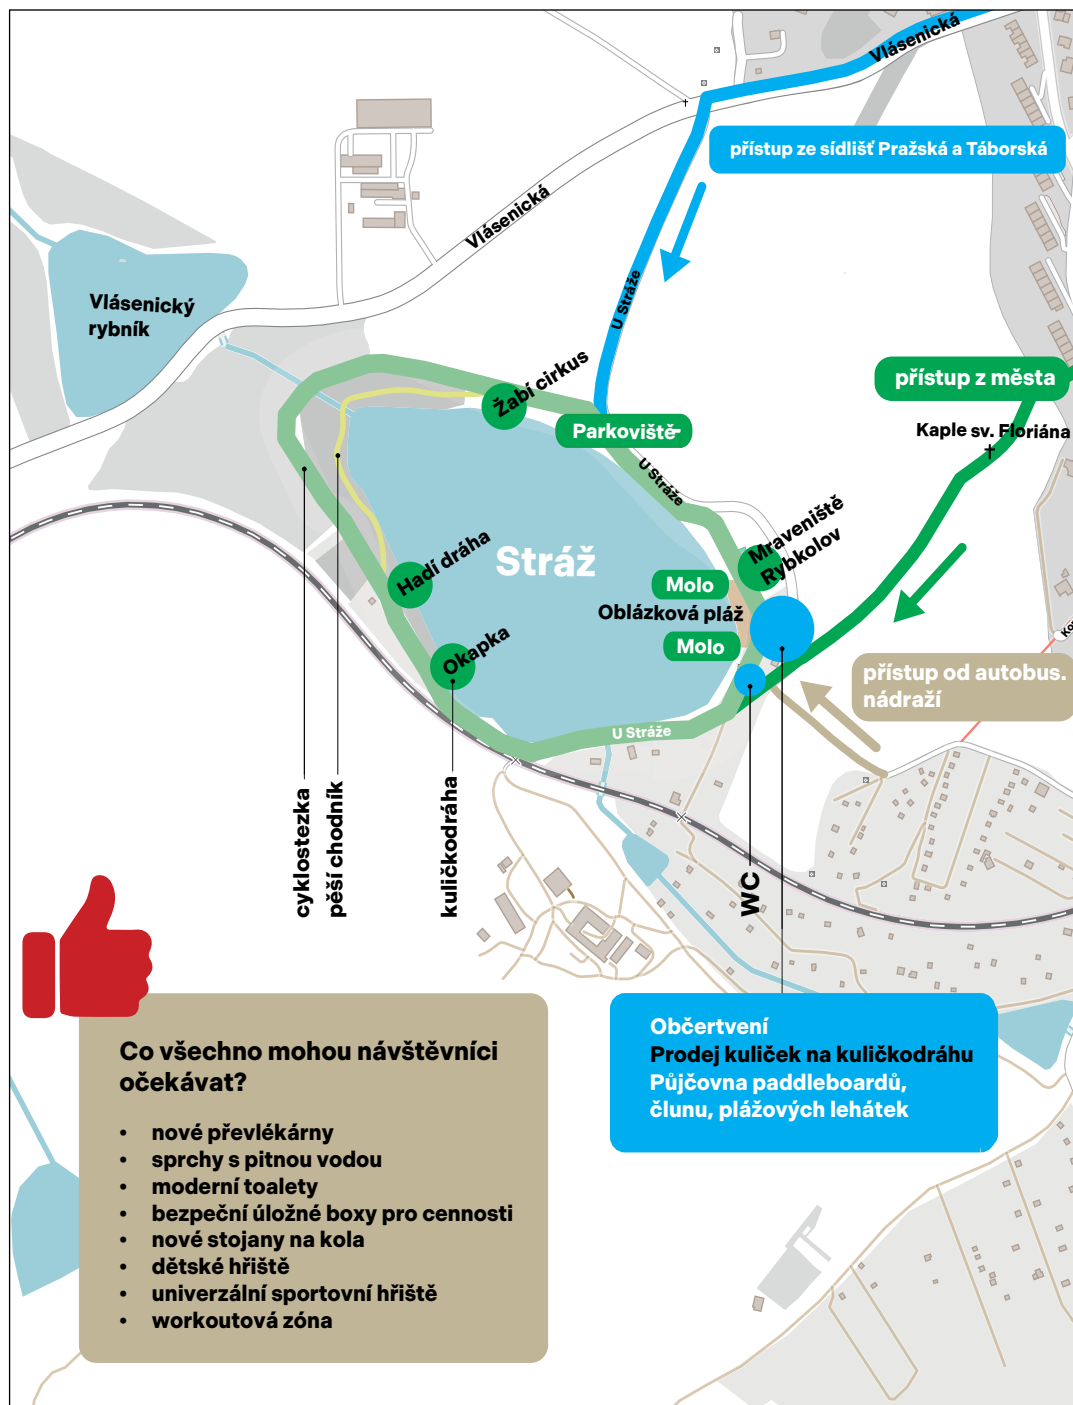 Vlásenická
přístup ze sídlišť Pražská a Táborská
Vlásenická
U Stráže
Vlásenický
rybník
Žabí cirkus
přístup z města
Parkoviště
Kaple sv. Floriána
U Stráže
Mraveniště
Rybkolov
Stráž
Hadí dráha
Molo
Oblázková pláž
Molo
Okapka
přístup od autobus.
nádraží
U Stráže
cyklostezka
pěší chodník
kuličkodráha
WC
Občertvení
Prodej kuliček na kuličkodráhu
Půjčovna paddleboardů,
člunu, plážových lehátek
Co všechno mohou návštěvníci
očekávat?
• nové převlékárny
• sprchy s pitnou vodou
• moderní toalety
• bezpeční úložné boxy pro cennosti
• nové stojany na kola
• dětské hřiště
• univerzální sportovní hřiště
• workoutová zóna